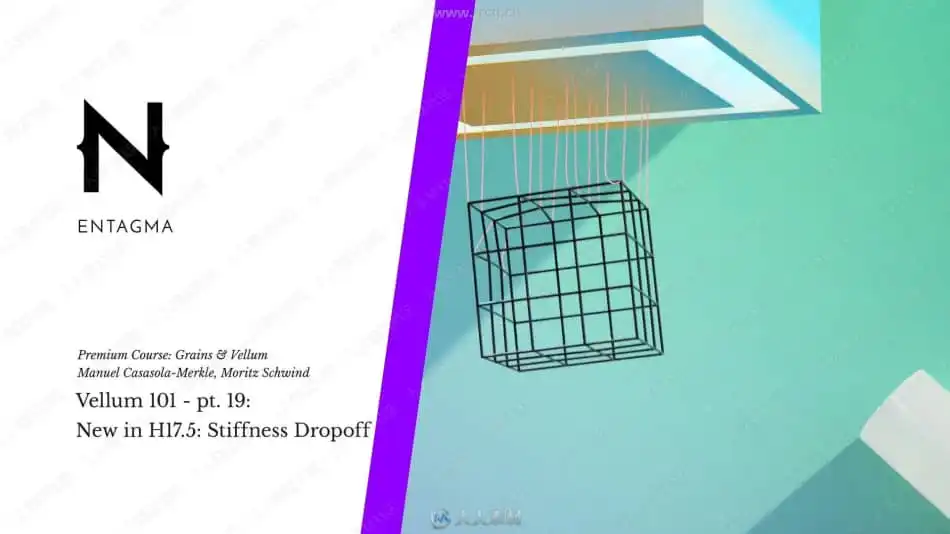 ENTAGMA
Premium Course: Grains & Vellum
Manuel Casasola-Merkle, Moritz Schwind
Vellum 101 - pt. 19:
New in H17.5: Stiffness Dropoff